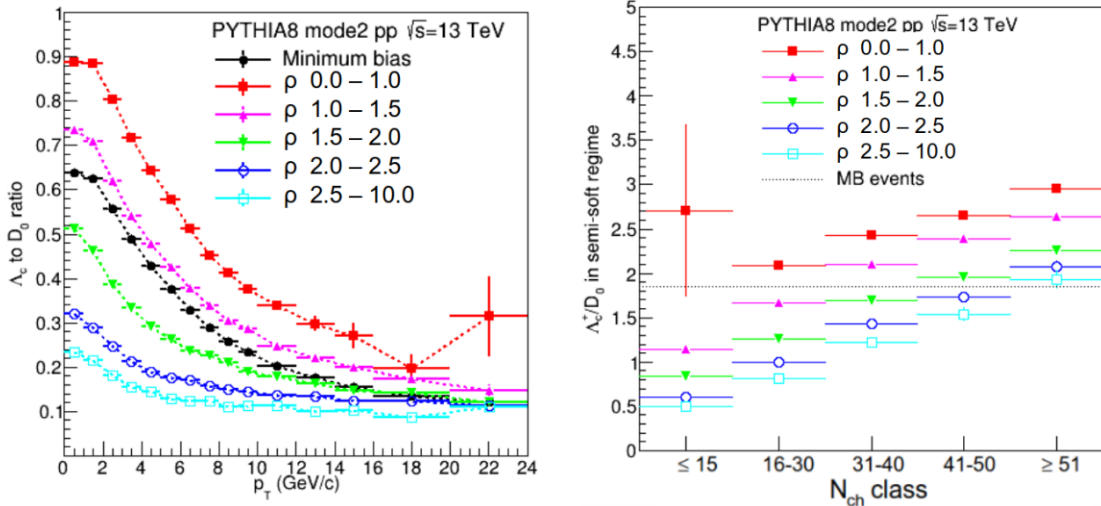 PYTHIA8 mode2 pp √s=13 TeV
Minimum bias
ρ 0.0 – 1.0
ρ 1.0 – 1.5
ρ 1.5 – 2.0
ρ 2.0 – 2.5
ρ 2.5 – 10.0
Λc to D0 ratio
1
0.9
0.8
0.7
0.6
0.5
0.4
0.3
0.2
0.1
0 2 4 6 8 10 12 14 16 18 20 22 24
pT (GeV/c)
PYTHIA8 mode2 pp √s=13 TeV
ρ 0.0 – 1.0
ρ 1.0 – 1.5
ρ 1.5 – 2.0
ρ 2.0 – 2.5
ρ 2.5 – 10.0
MB events
Λc+/D0 in semi-soft regime
5
4.5
4
3.5
3
2.5
2
1.5
1
0.5
0
≤ 15 16-30 31-40 41-50 ≥ 51
Nch class